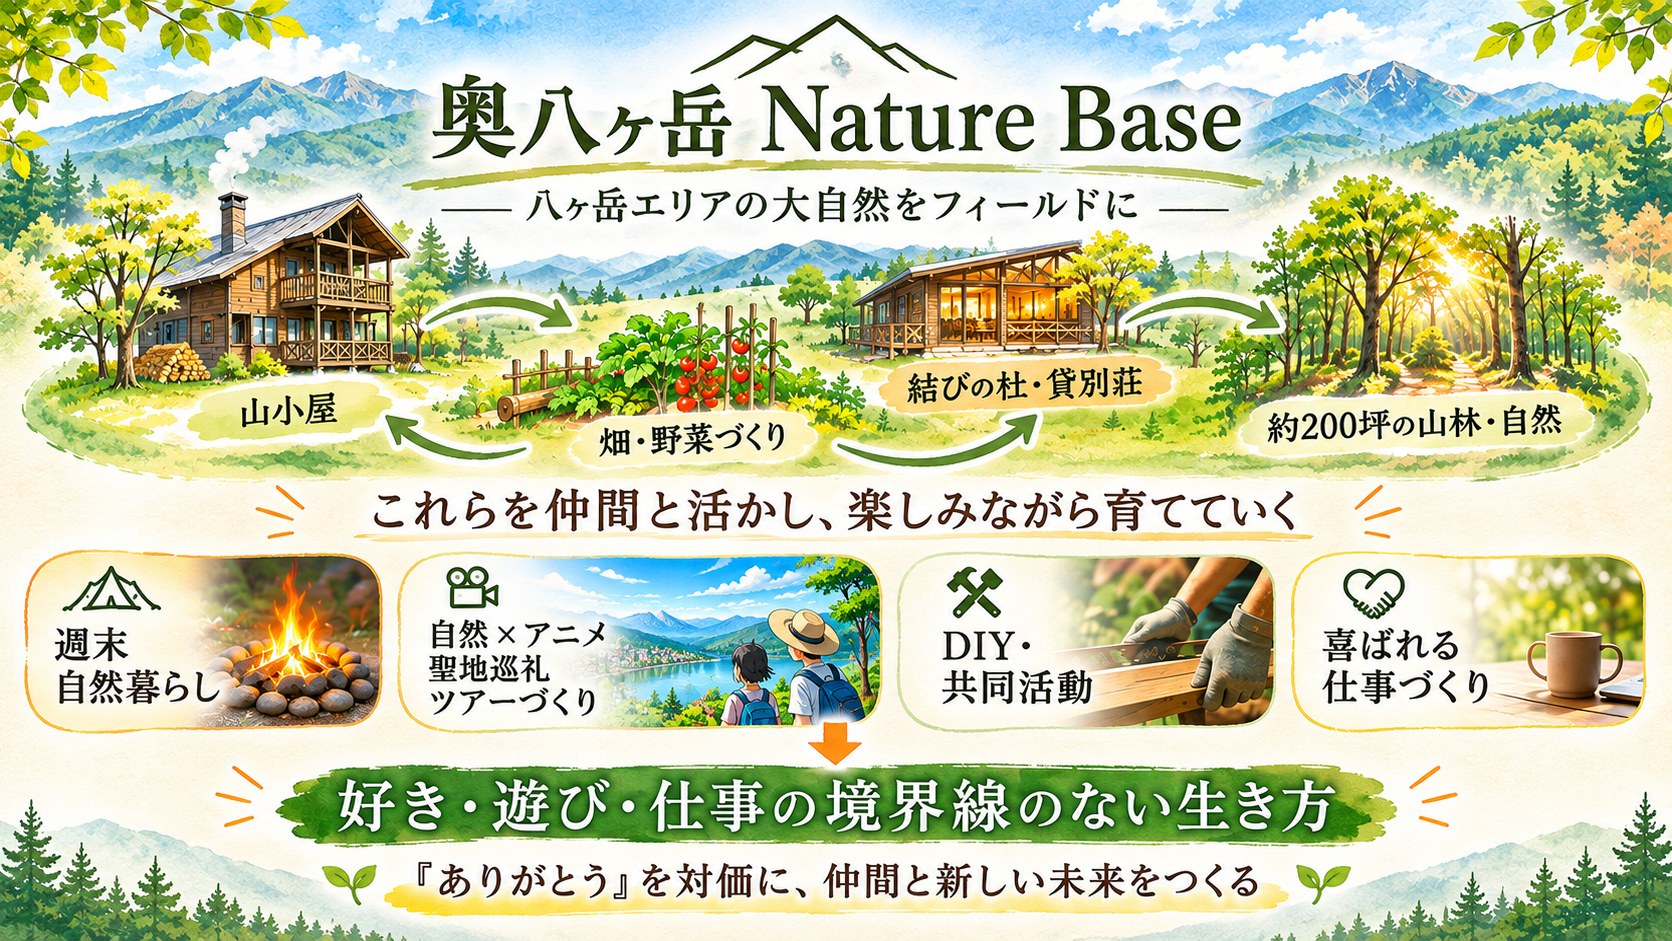 奥八ヶ岳 Nature Base
八ヶ岳エリアの大自然をフィールドに
山小屋
畑・野菜づくり
結びの杜・貸別荘
約200坪の山林・自然
これらを仲間と活かし、楽しみながら育てていく
週末
自然暮らし
自然×アニメ
聖地巡礼
ツアーづくり
DIY・
共同活動
喜ばれる
仕事づくり
好き・遊び・仕事の境界線のない生き方
『ありがとう』を対価に、仲間と新しい未来をつくる